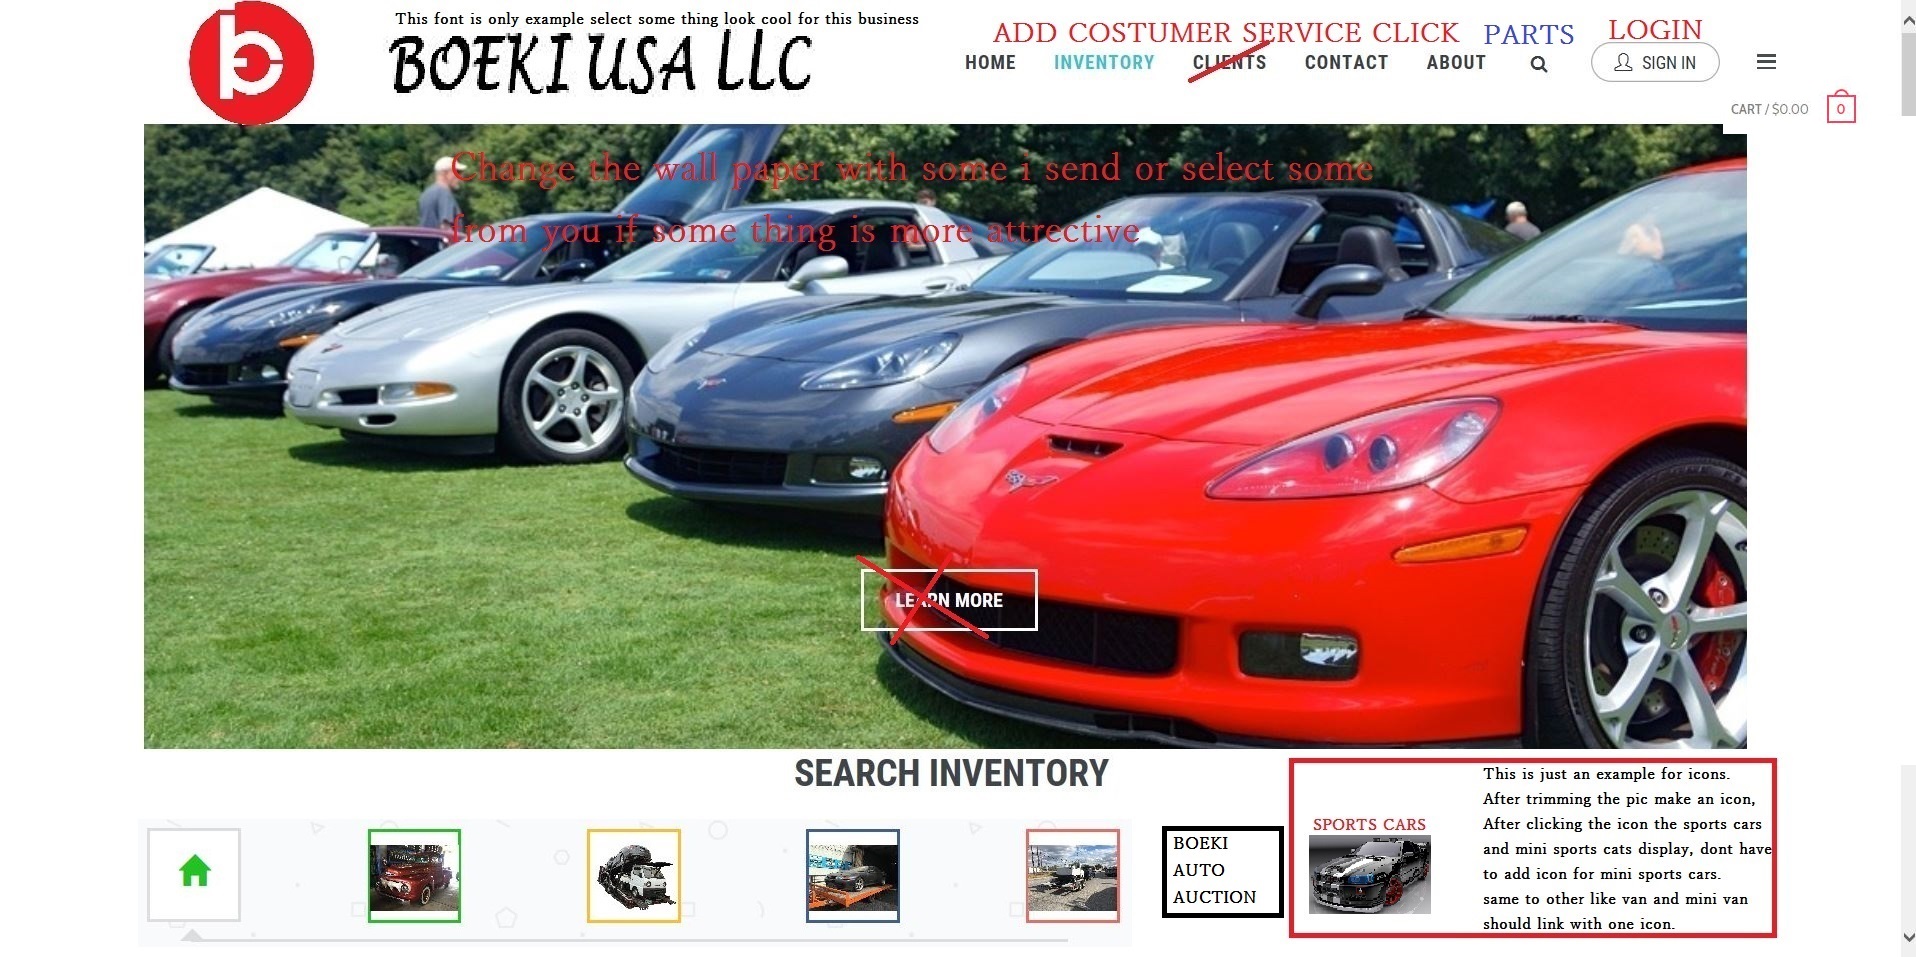 This font is only example select some thing look cool for this business
BOEKI USA LLC
ADD COSTUMER SERVICE CLICK
PARTS
LOGIN
HOME INVENTORY CLIENTS CONTACT ABOUT SIGN IN
CART / $0.00 0
Change the wall paper with some i send or select some
from you if some thing is more attrective
LEARN MORE
SEARCH INVENTORY
BOEKI
AUTO
AUCTION
SPORTS CARS
This is just an example for icons.
After trimming the pic make an icon,
After clicking the icon the sports cars
and mini sports cats display, dont have
to add icon for mini sports cars.
same to other like van and mini van
should link with one icon.